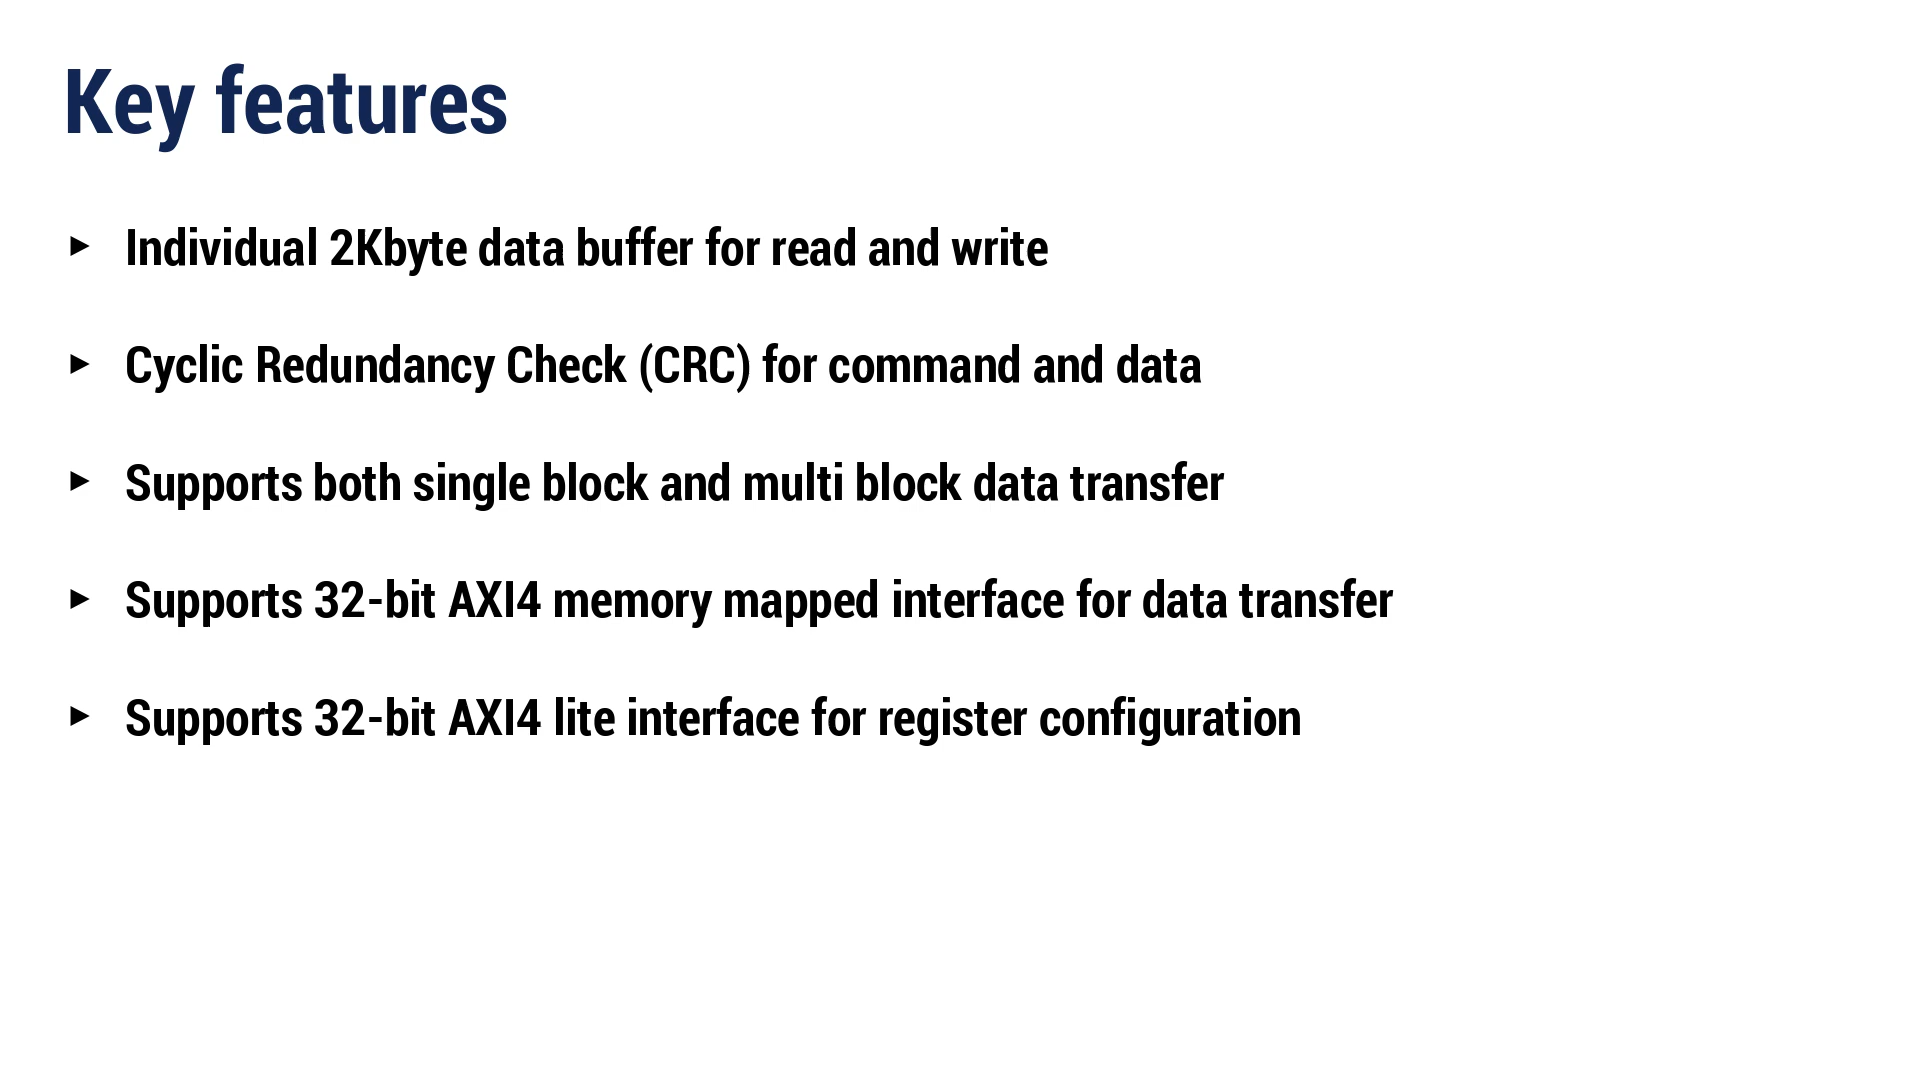 Key features
▸ Individual 2Kbyte data buffer for read and write
▸ Cyclic Redundancy Check (CRC) for command and data
▸ Supports both single block and multi block data transfer
▸ Supports 32-bit AXI4 memory mapped interface for data transfer
▸ Supports 32-bit AXI4 lite interface for register configuration